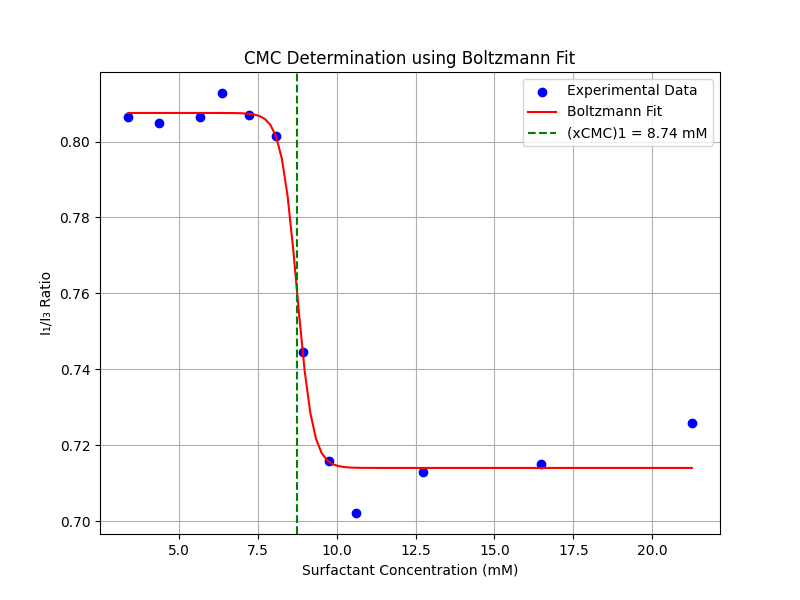 CMC Determination using Boltzmann Fit
Experimental Data
Boltzmann Fit
(xCMC)1 = 8.74 mM
I₁/I₃ Ratio
0.80
0.78
0.76
0.74
0.72
0.70
5.0 7.5 10.0 12.5 15.0 17.5 20.0
Surfactant Concentration (mM)